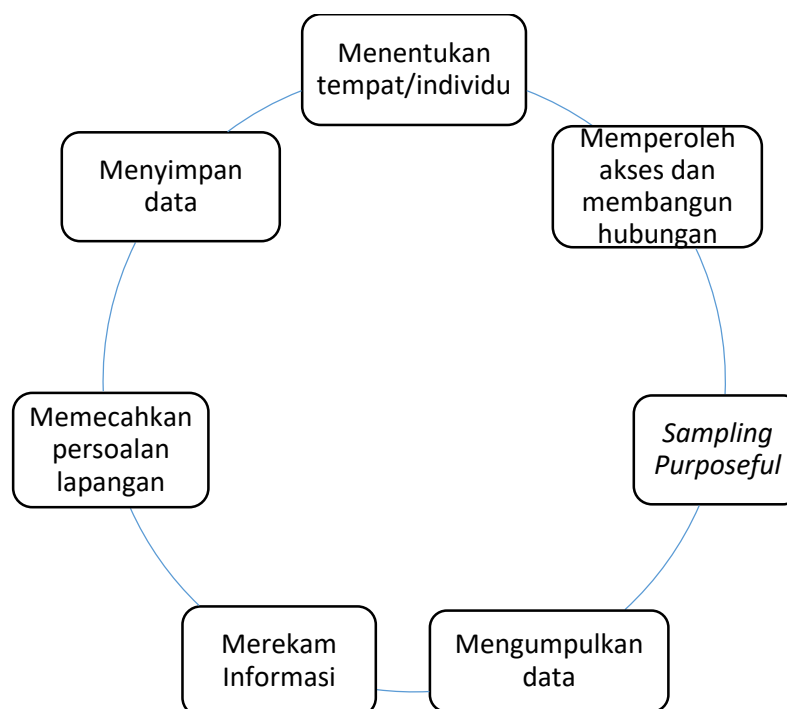 Menentukan
tempat/individu
Memperoleh
akses dan
membangun
hubungan
Sampling
Purposeful
Mengumpulkan
data
Merekam
Informasi
Memecahkan
persoalan
lapangan
Menyimpan
data